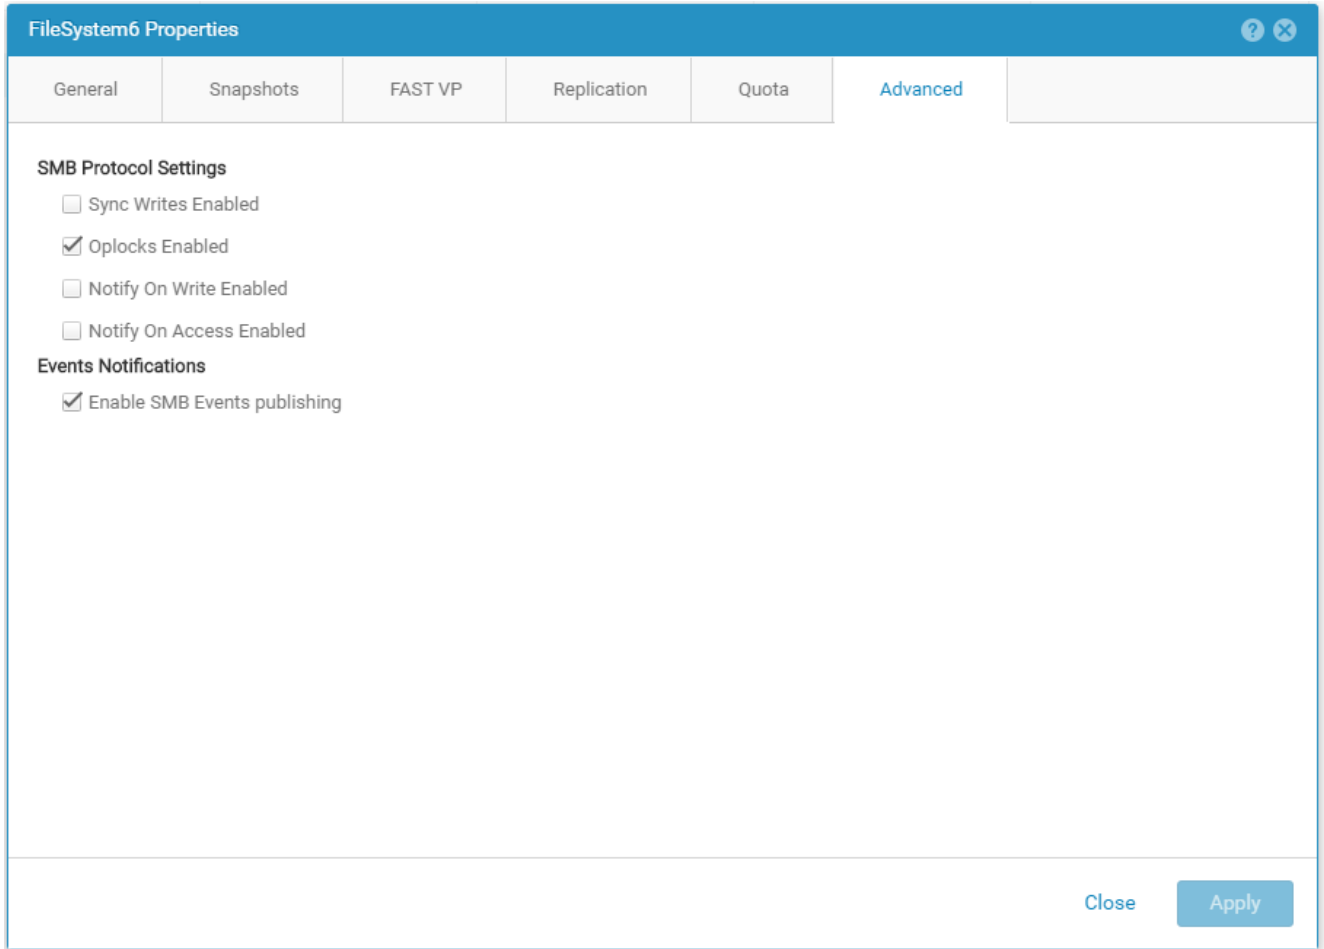 FileSystem6 Properties
General Snapshots FAST VP Replication Quota Advanced
SMB Protocol Settings
Sync Writes Enabled
Oplocks Enabled
Notify On Write Enabled
Notify On Access Enabled
Events Notifications
Enable SMB Events publishing
Close Apply